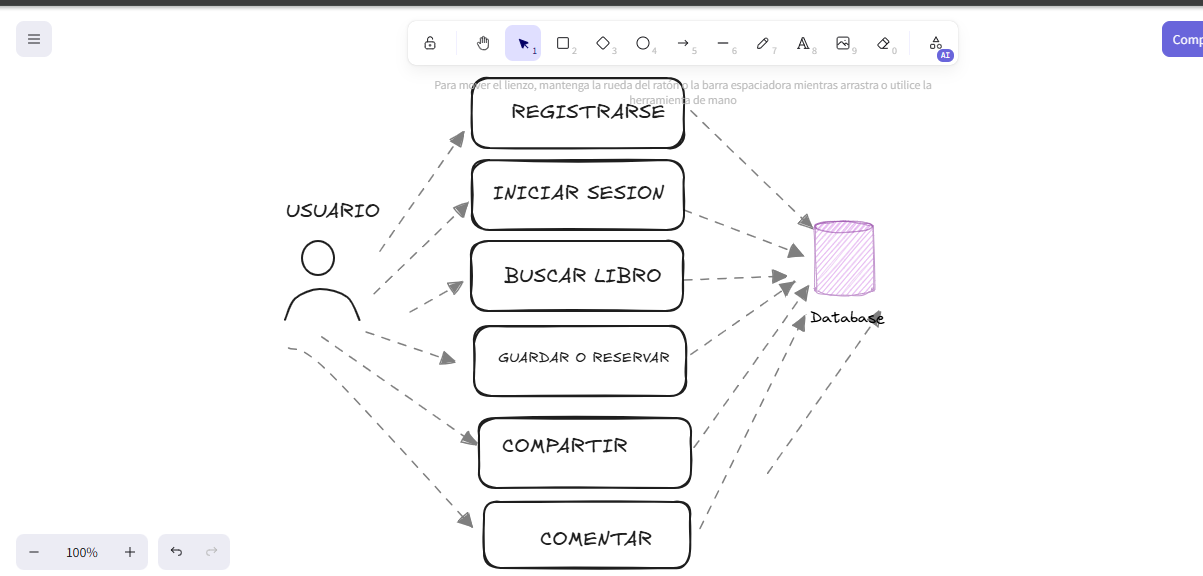 1
2
3
4
5
6
7
8
9
0
AI
Comp
Para mover el lienzo, mantenga la rueda del ratón o la barra espaciadora mientras arrastra o utilice la
herramienta de mano
REGISTRARSE
INICIAR SESION
USUARIO
BUSCAR LIBRO
Database
GUARDAR O RESERVAR
COMPARTIR
COMENTAR
100%